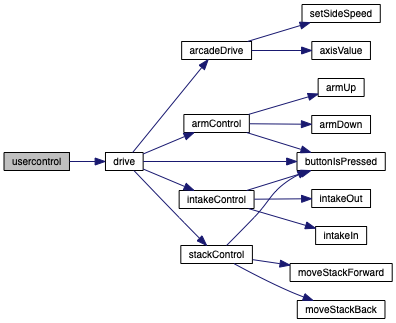 setSideSpeed
arcadeDrive
axisValue
armUp
armControl
armDown
usercontrol
drive
buttonIsPressed
intakeControl
intakeOut
intakeIn
stackControl
moveStackForward
moveStackBack